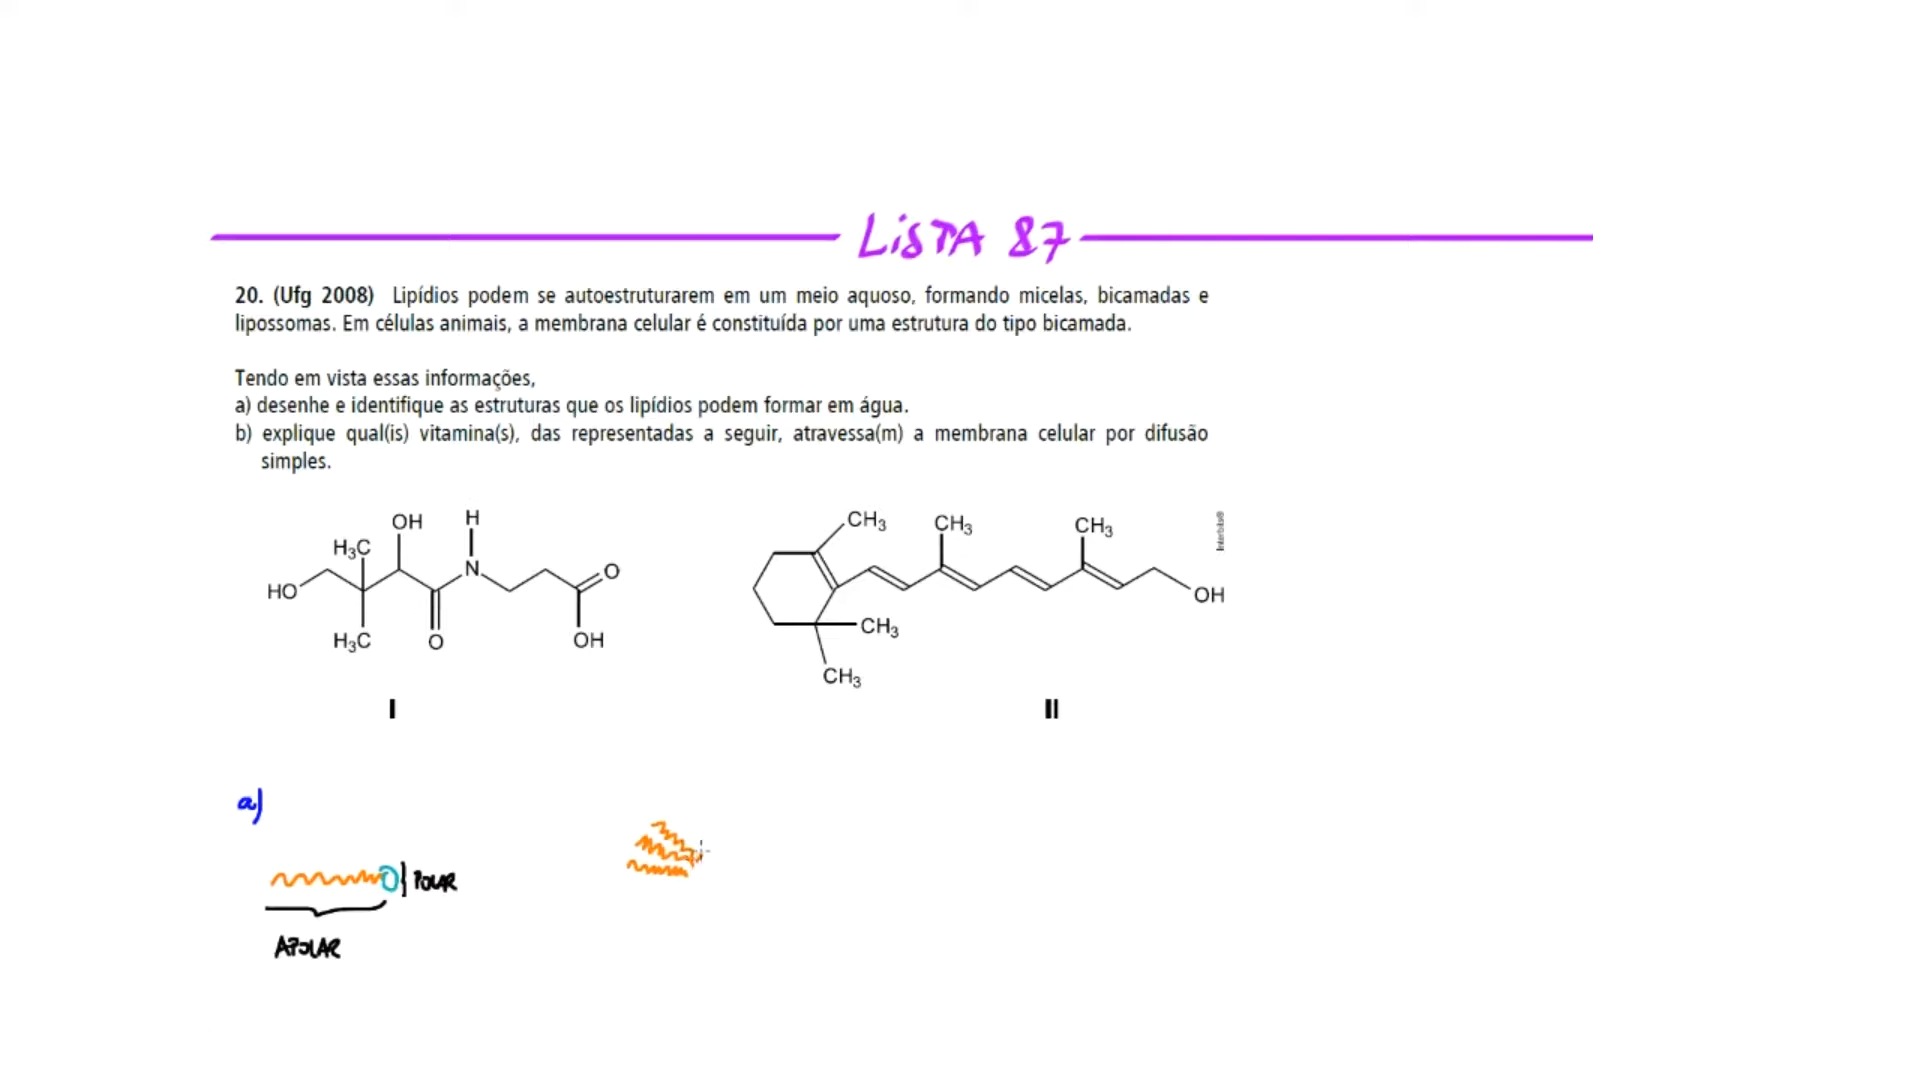 LISTA 87
20. (Ufg 2008) Lipídios podem se autoestruturarem em um meio aquoso, formando micelas, bicamadas e
lipossomas. Em células animais, a membrana celular é constituída por uma estrutura do tipo bicamada.
Tendo em vista essas informações,
a) desenhe e identifique as estruturas que os lipídios podem formar em água.
b) explique qual(is) vitamina(s), das representadas a seguir, atravessa(m) a membrana celular por difusão
simples.
OH H
H₃C
HO N O
H₃C O OH
I
CH₃ CH₃ CH₃
OH
CH₃
CH₃
II
Interbits®
a)
POLAR
APOLAR